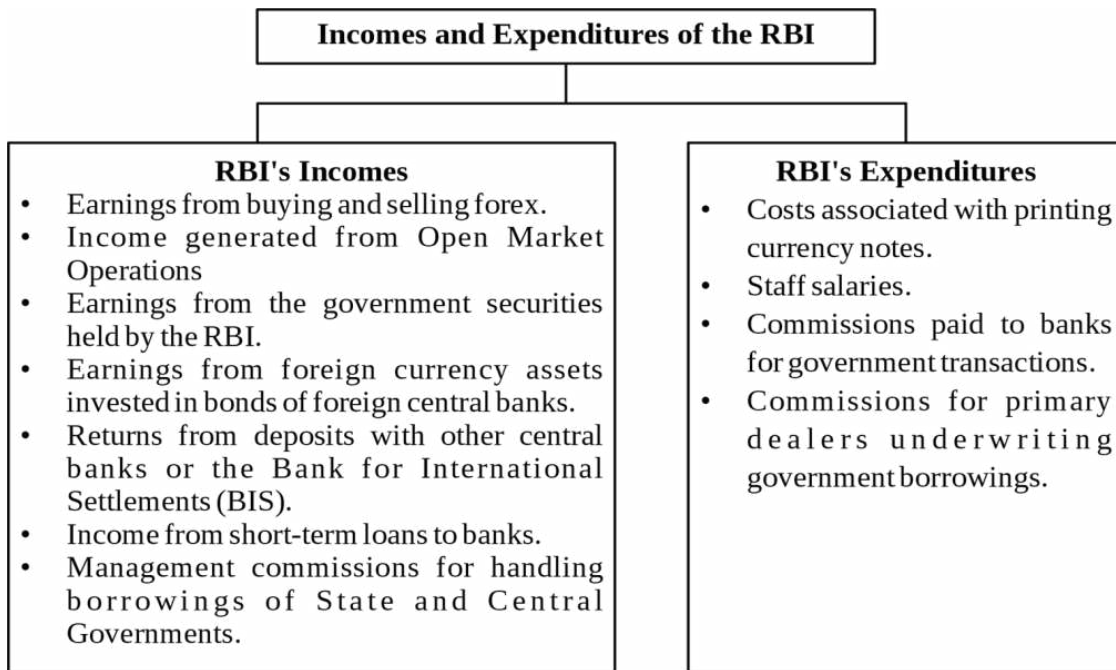 Incomes and Expenditures of the RBI
RBI's Incomes
• Earnings from buying and selling forex.
• Income generated from Open Market
Operations
• Earnings from the government securities
held by the RBI.
• Earnings from foreign currency assets
invested in bonds of foreign central banks.
• Returns from deposits with other central
banks or the Bank for International
Settlements (BIS).
• Income from short-term loans to banks.
• Management commissions for handling
borrowings of State and Central
Governments.
RBI's Expenditures
• Costs associated with printing
currency notes.
• Staff salaries.
• Commissions paid to banks
for government transactions.
• Commissions for primary
dealers underwriting
government borrowings.